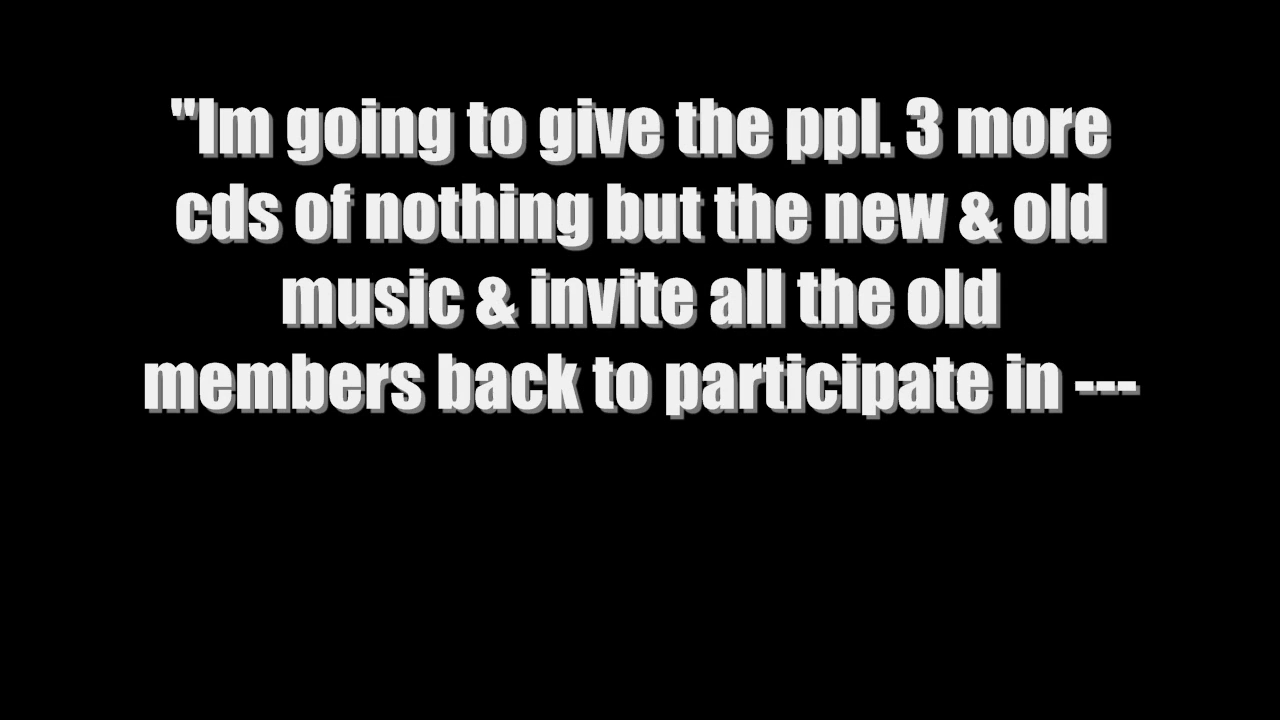 "Im going to give the ppl. 3 more
cds of nothing but the new & old
music & invite all the old
members back to participate in ---